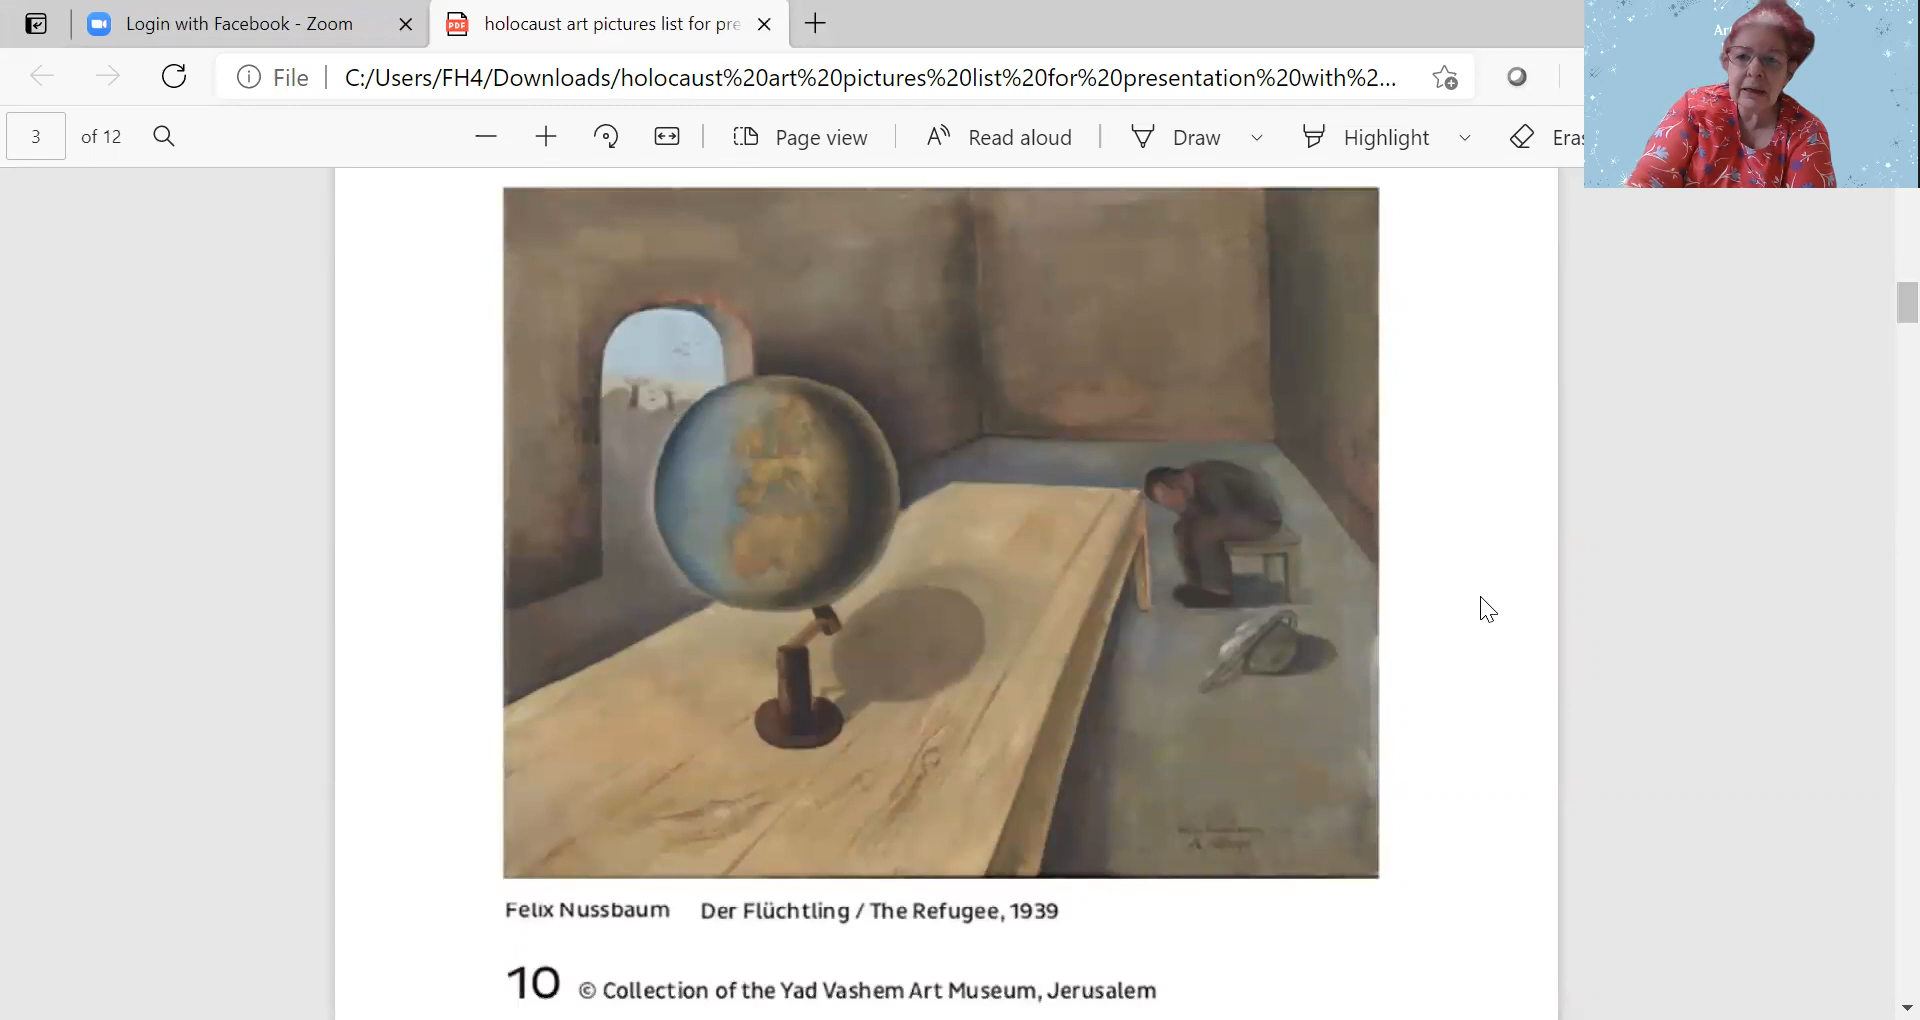 Login with Facebook - Zoom
holocaust art pictures list for pre
File
C:/Users/FH4/Downloads/holocaust%20art%20pictures%20list%20for%20presentation%20with%2...
3 of 12
Page view
Read aloud
Draw
Highlight
Eras
Felix Nussbaum Der Flüchtling / The Refugee, 1939
10 © Collection of the Yad Vashem Art Museum, Jerusalem